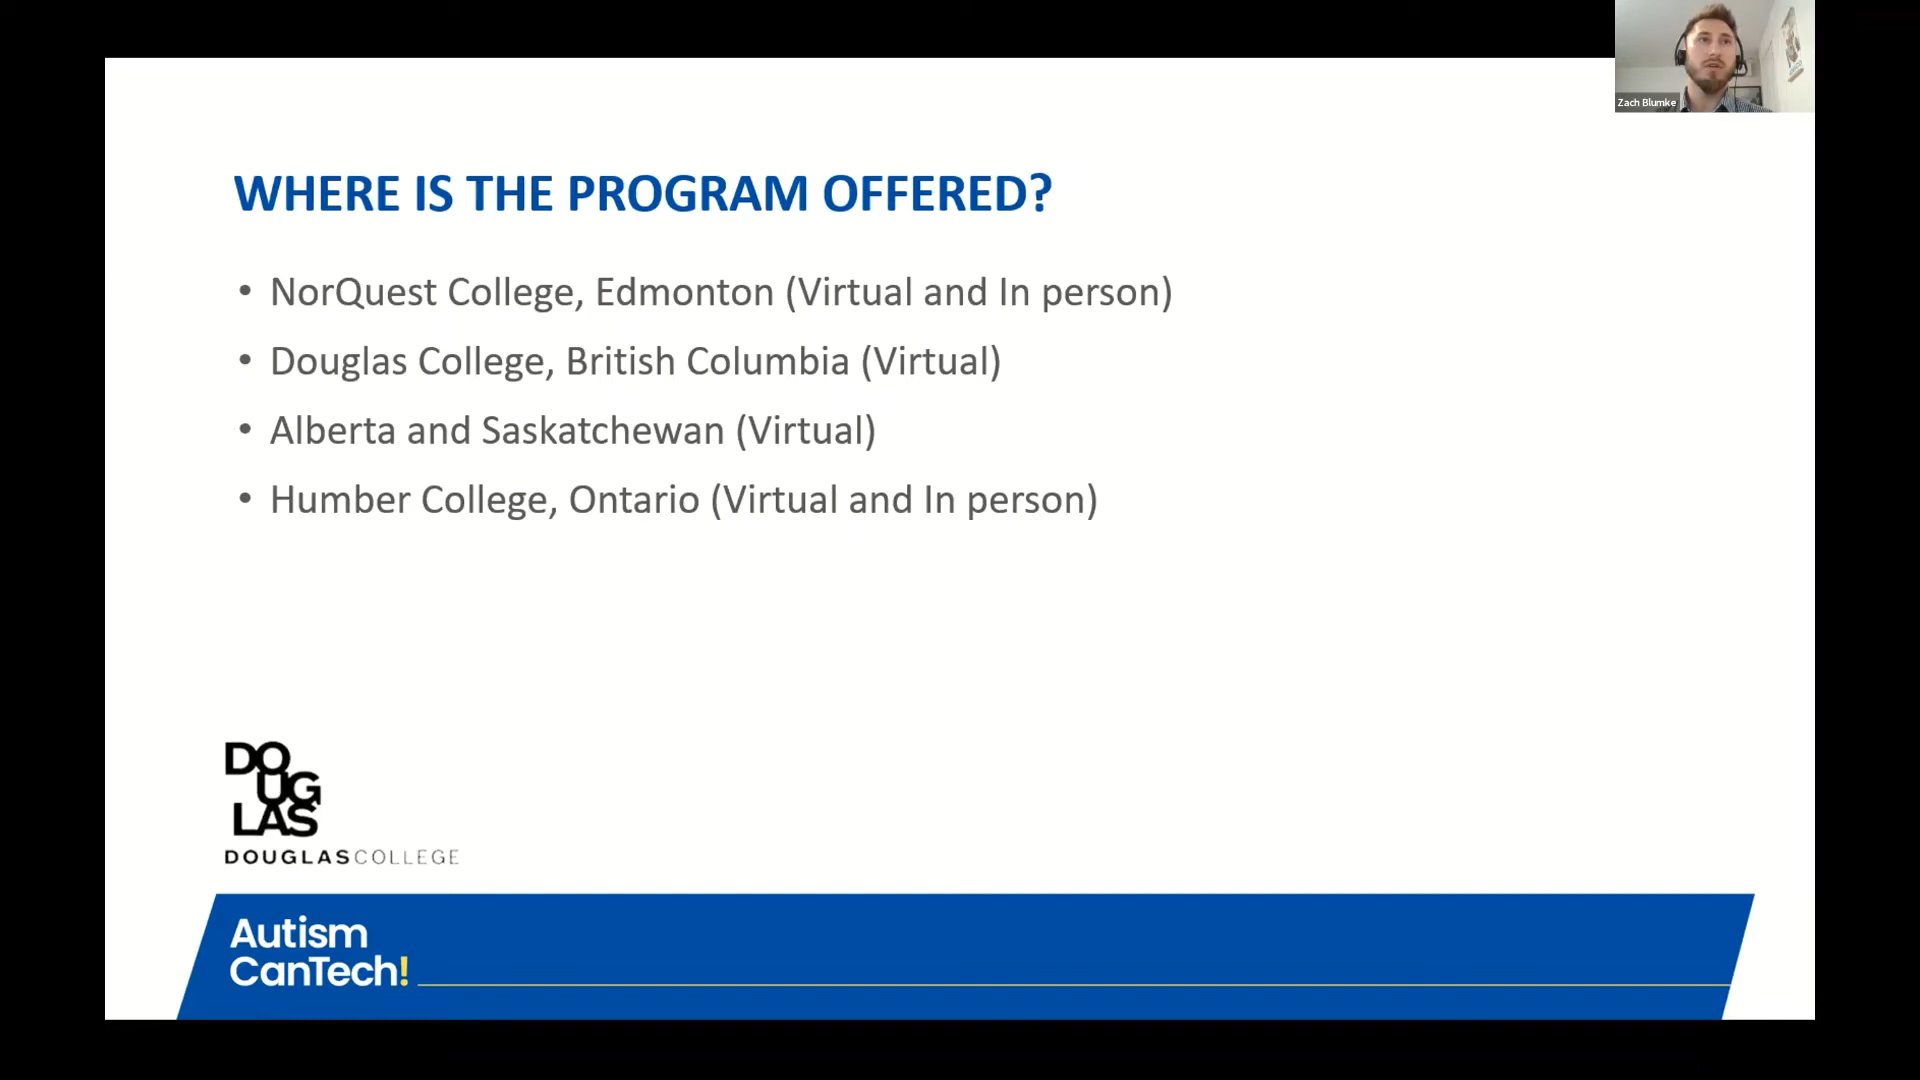 Zach Blumke
WHERE IS THE PROGRAM OFFERED?
• NorQuest College, Edmonton (Virtual and In person)
• Douglas College, British Columbia (Virtual)
• Alberta and Saskatchewan (Virtual)
• Humber College, Ontario (Virtual and In person)
DO
UG
LAS
DOUGLASCOLLEGE
Autism
CanTech!